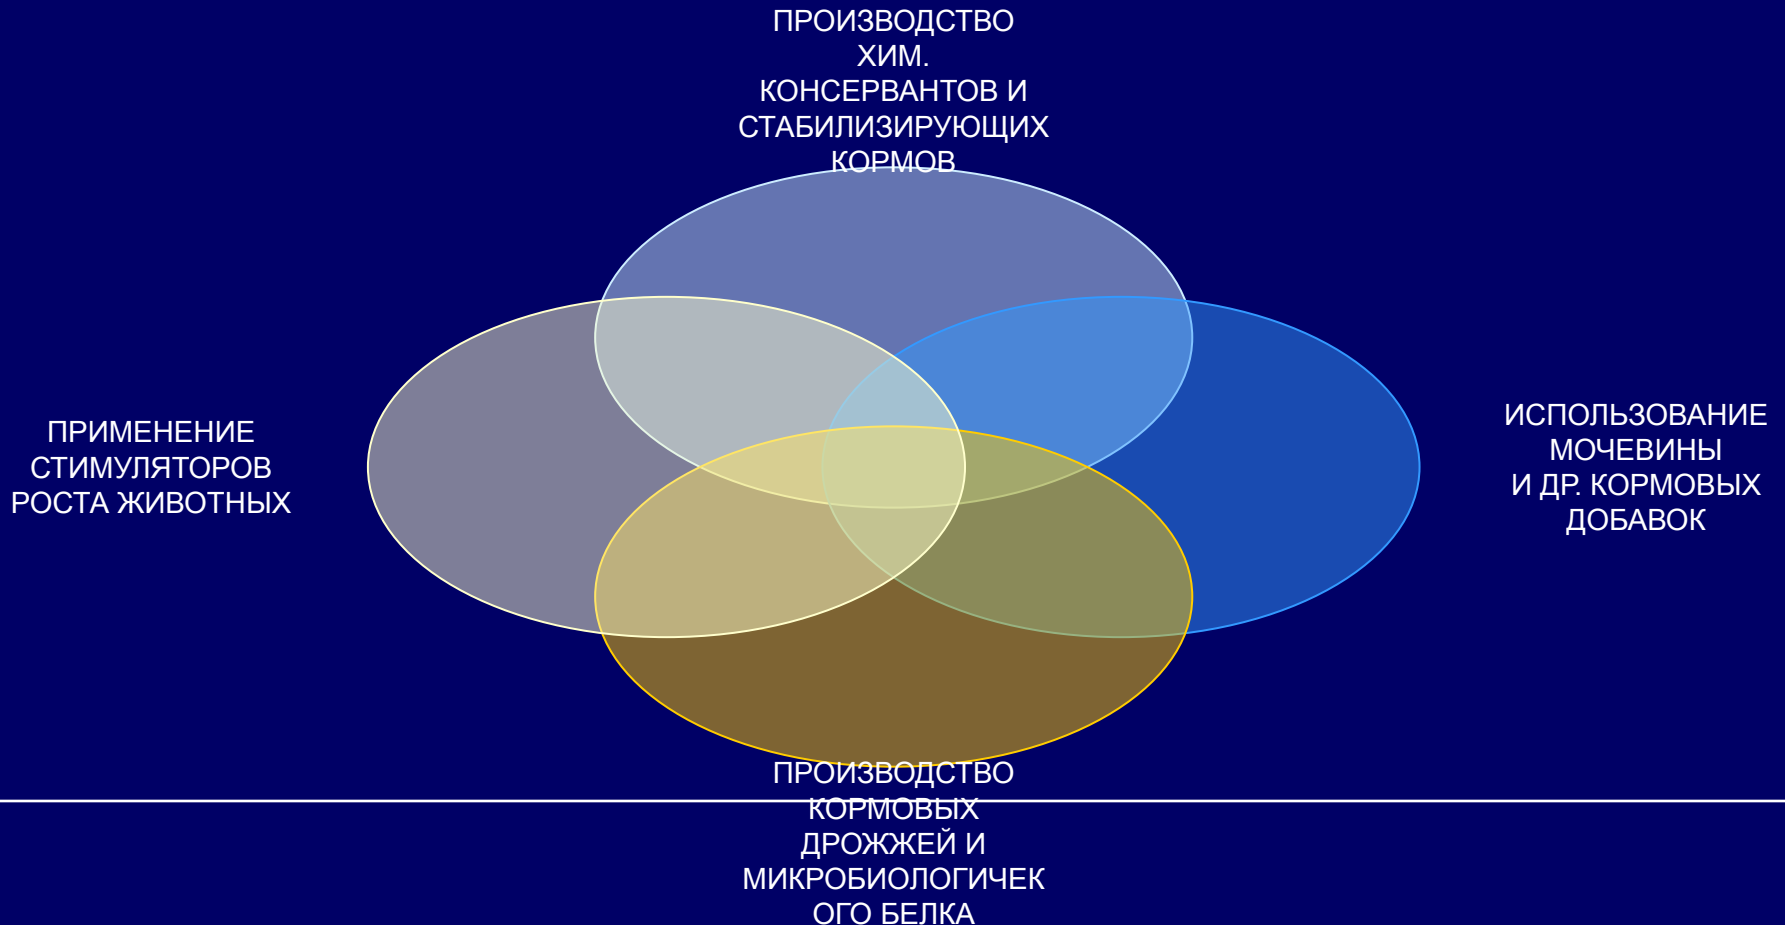 ПРОИЗВОДСТВО
ХИМ.
КОНСЕРВАНТОВ И
СТАБИЛИЗИРУЮЩИХ
КОРМОВ
ПРИМЕНЕНИЕ
СТИМУЛЯТОРОВ
РОСТА ЖИВОТНЫХ
ИСПОЛЬЗОВАНИЕ
МОЧЕВИНЫ
И ДР. КОРМОВЫХ
ДОБАВОК
ПРОИЗВОДСТВО
КОРМОВЫХ
ДРОЖЖЕЙ И
МИКРОБИОЛОГИЧЕК
ОГО БЕЛКА